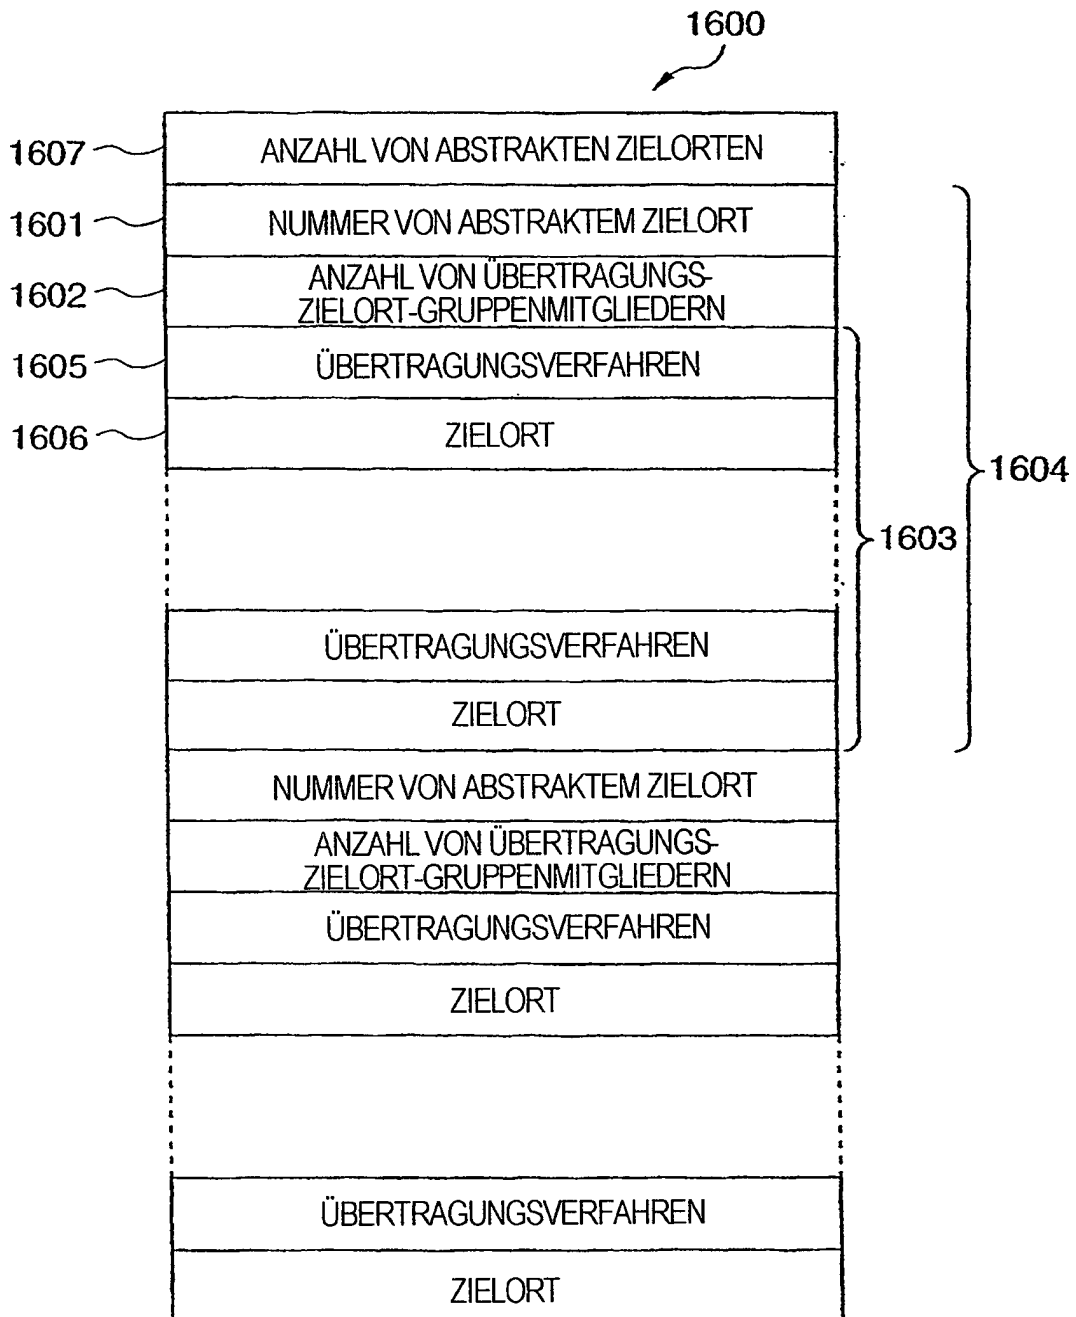 1600
1607 ANZAHL VON ABSTRAKTEN ZIELORTEN
1601 NUMMER VON ABSTRAKTEM ZIELORT
1602 ANZAHL VON ÜBERTRAGUNGS-
ZIELORT-GRUPPENMITGLIEDERN
1605 ÜBERTRAGUNGSVERFAHREN
1606 ZIELORT
1604
1603
ÜBERTRAGUNGSVERFAHREN
ZIELORT
NUMMER VON ABSTRAKTEM ZIELORT
ANZAHL VON ÜBERTRAGUNGS-
ZIELORT-GRUPPENMITGLIEDERN
ÜBERTRAGUNGSVERFAHREN
ZIELORT
ÜBERTRAGUNGSVERFAHREN
ZIELORT